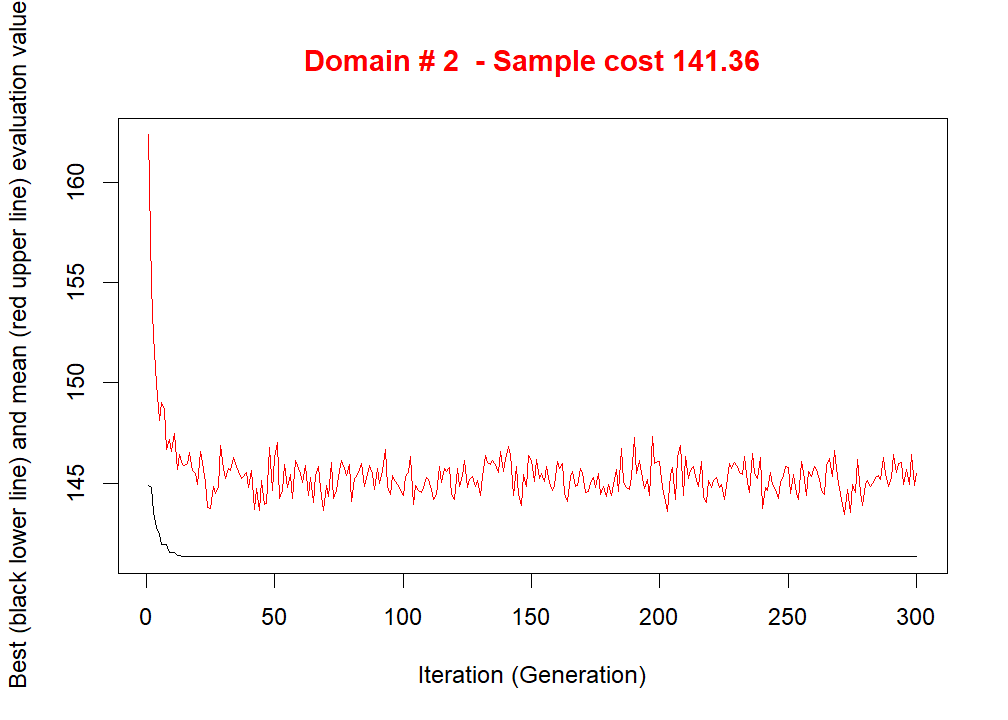 Domain # 2  - Sample cost 141.36
Best (black lower line) and mean (red upper line) evaluation value
160
155
150
145
0 50 100 150 200 250 300
Iteration (Generation)